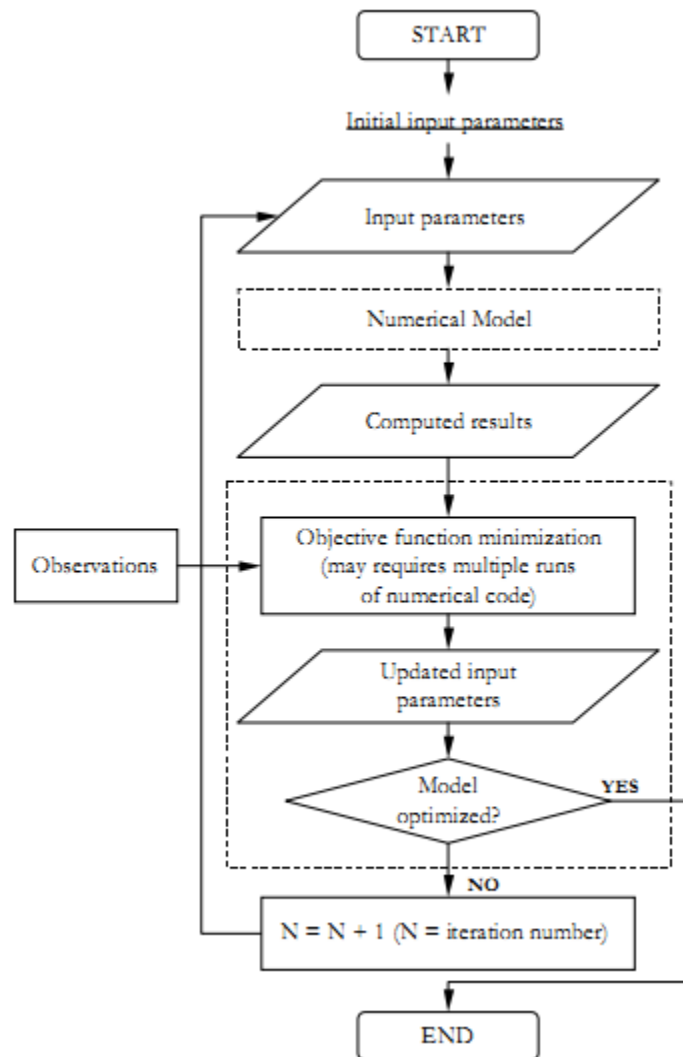 START
Initial input parameters
Input parameters
Numerical Model
Computed results
Objective function minimization
(may requires multiple runs
of numerical code)
Observations
Updated input
parameters
Model
optimized?
YES
NO
N = N + 1 (N = iteration number)
END